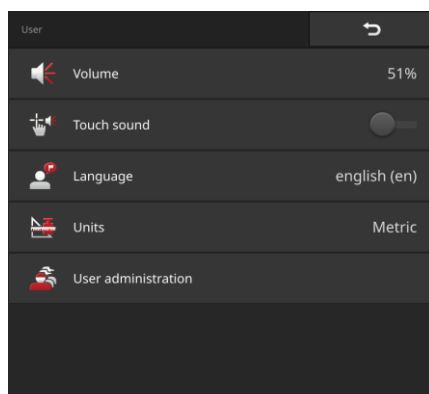 User
Volume 51%
Touch sound
Language english (en)
Units Metric
User administration